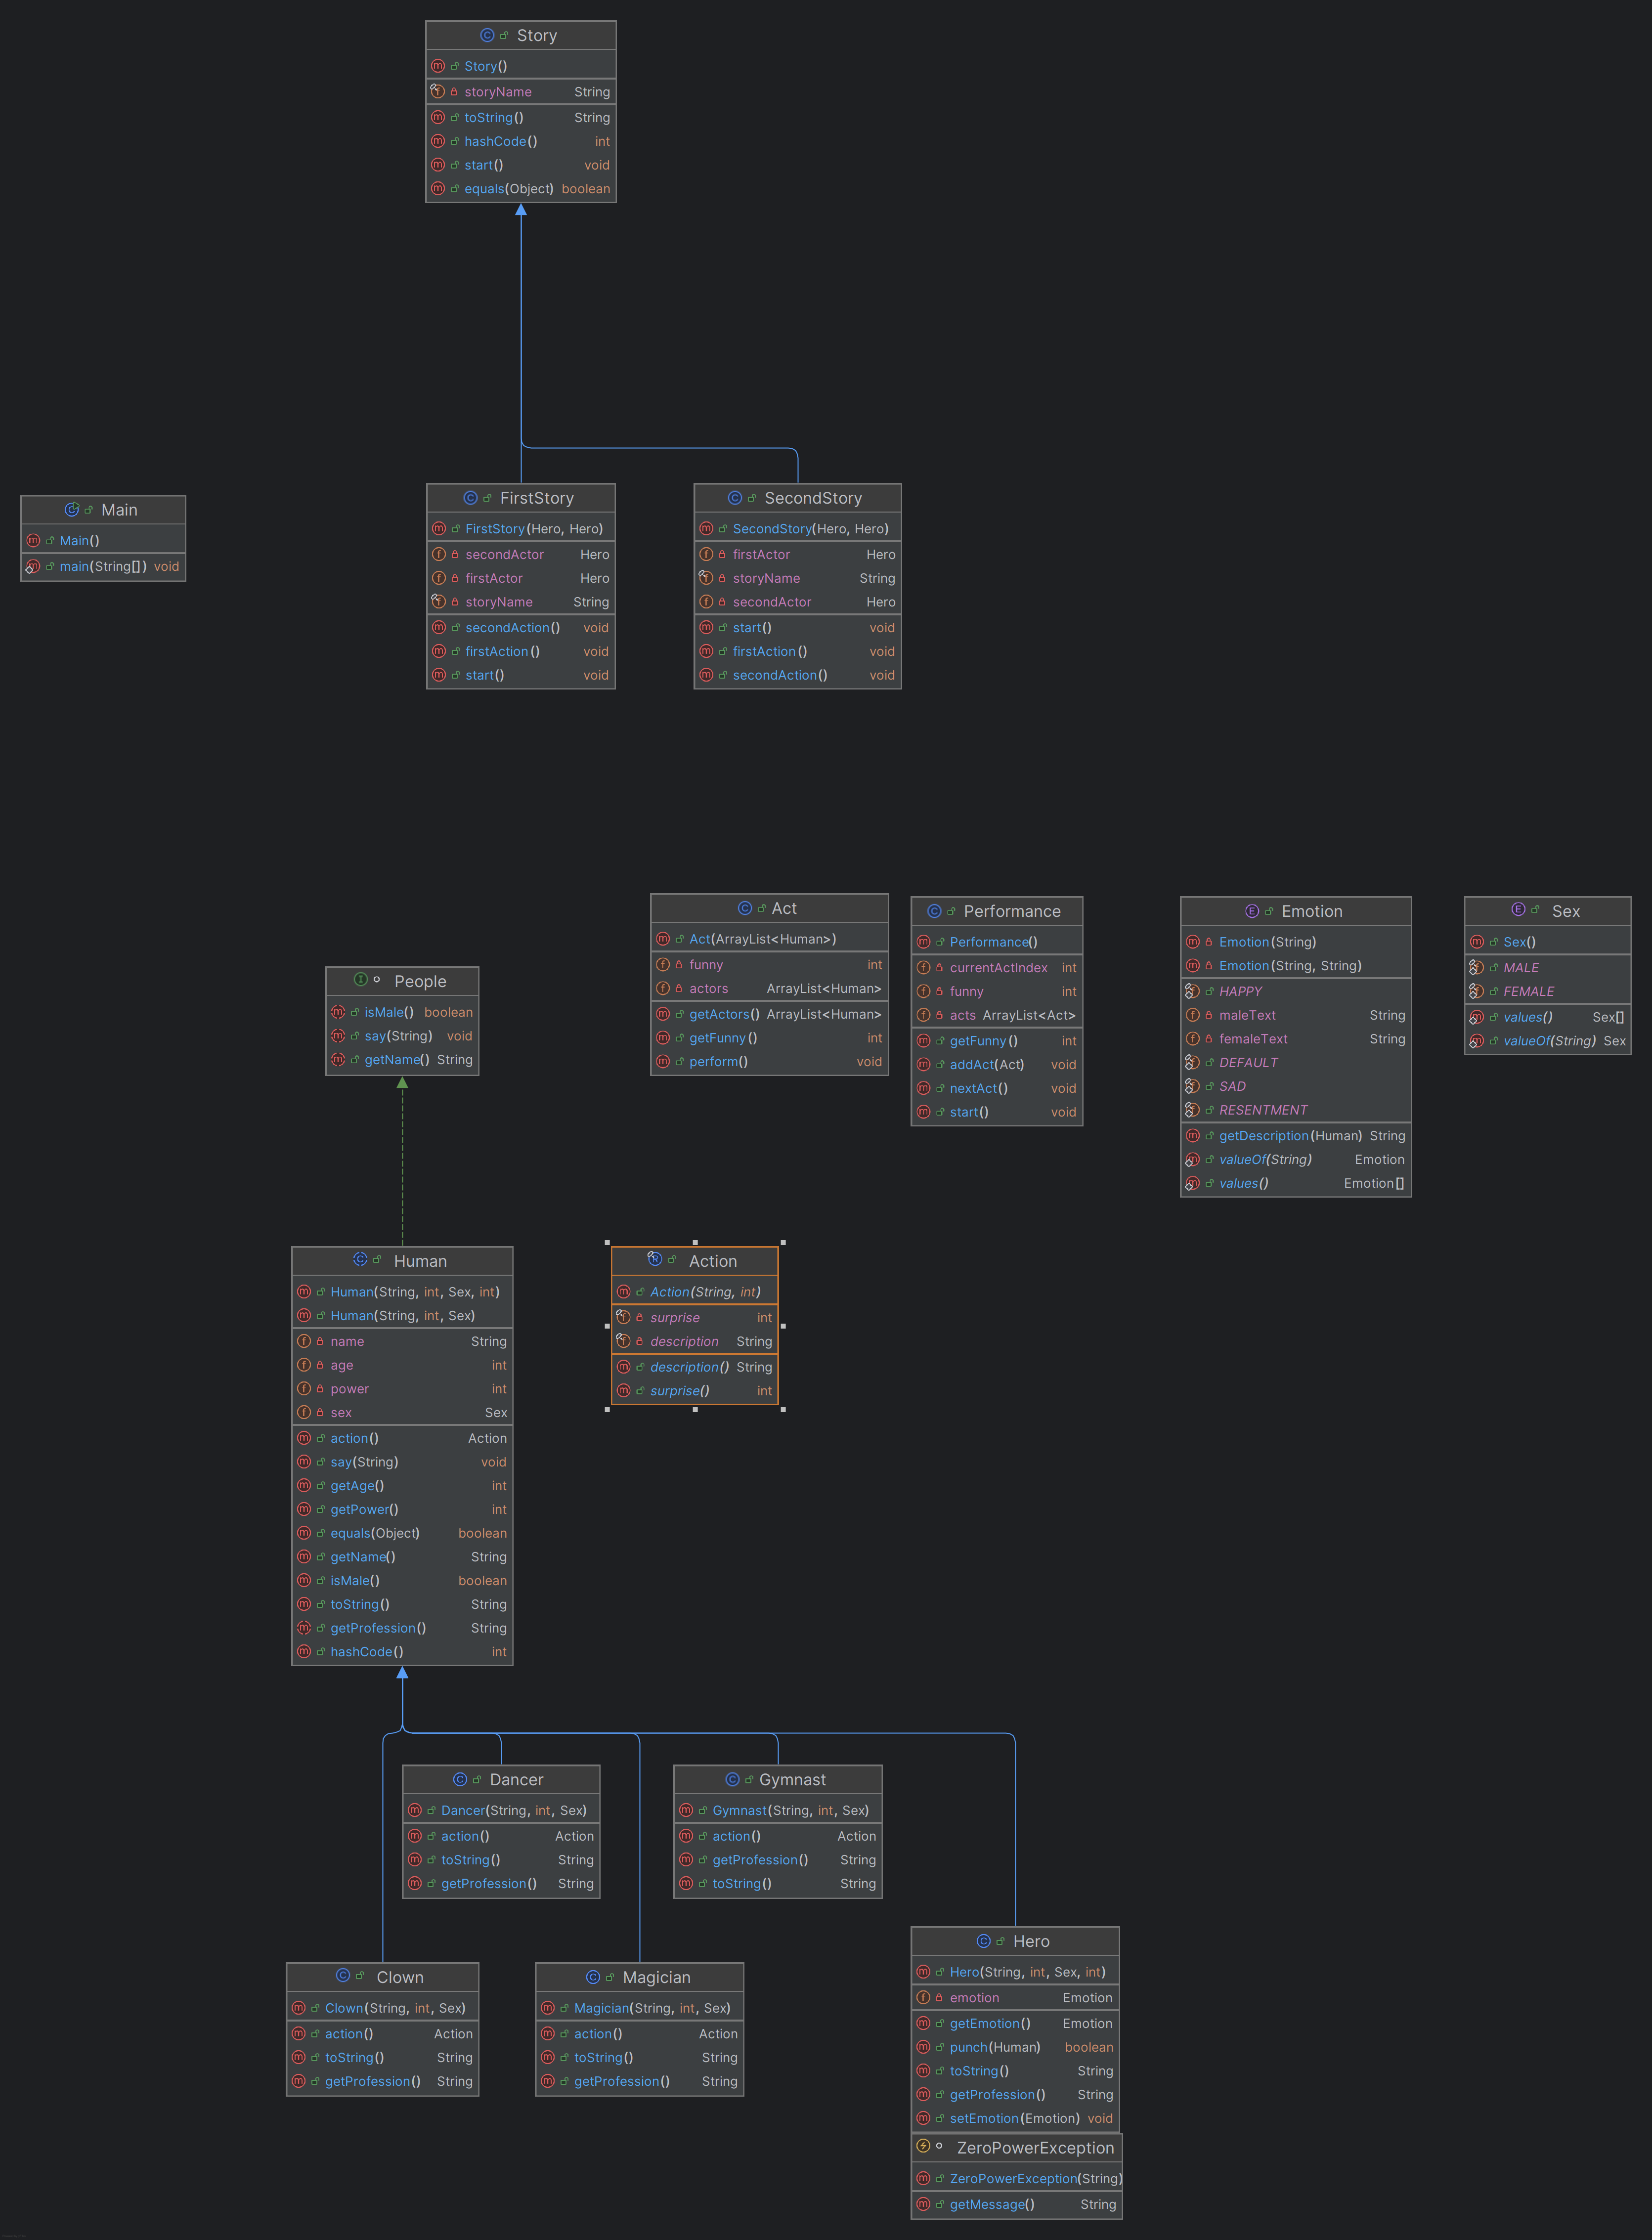 Story
Story()
storyName String
toString() String
hashCode() int
start() void
equals(Object) boolean
Main
Main()
main(String[]) void
FirstStory
FirstStory(Hero, Hero)
secondActor Hero
firstActor Hero
storyName String
secondAction() void
firstAction() void
start() void
SecondStory
SecondStory(Hero, Hero)
firstActor Hero
storyName String
secondActor Hero
start() void
firstAction() void
secondAction() void
Act
Act(ArrayList<Human>)
funny int
actors ArrayList<Human>
getActors() ArrayList<Human>
getFunny() int
perform() void
Performance
Performance()
currentActIndex int
funny int
acts ArrayList<Act>
getFunny() int
addAct(Act) void
nextAct() void
start() void
Emotion
Emotion(String)
Emotion(String, String)
HAPPY
maleText String
femaleText String
DEFAULT
SAD
RESENTMENT
getDescription(Human) String
valueOf(String) Emotion
values() Emotion[]
Sex
Sex()
MALE
FEMALE
values() Sex[]
valueOf(String) Sex
People
isMale() boolean
say(String) void
getName() String
Human
Human(String, int, Sex, int)
Human(String, int, Sex)
name String
age int
power int
sex Sex
action() Action
say(String) void
getAge() int
getPower() int
equals(Object) boolean
getName() String
isMale() boolean
toString() String
getProfession() String
hashCode() int
Action
Action(String, int)
surprise int
description String
description() String
surprise() int
Dancer
Dancer(String, int, Sex)
action() Action
toString() String
getProfession() String
Gymnast
Gymnast(String, int, Sex)
action() Action
getProfession() String
toString() String
Clown
Clown(String, int, Sex)
action() Action
toString() String
getProfession() String
Magician
Magician(String, int, Sex)
action() Action
toString() String
getProfession() String
Hero
Hero(String, int, Sex, int)
emotion Emotion
getEmotion() Emotion
punch(Human) boolean
toString() String
getProfession() String
setEmotion(Emotion) void
ZeroPowerException
ZeroPowerException(String)
getMessage() String